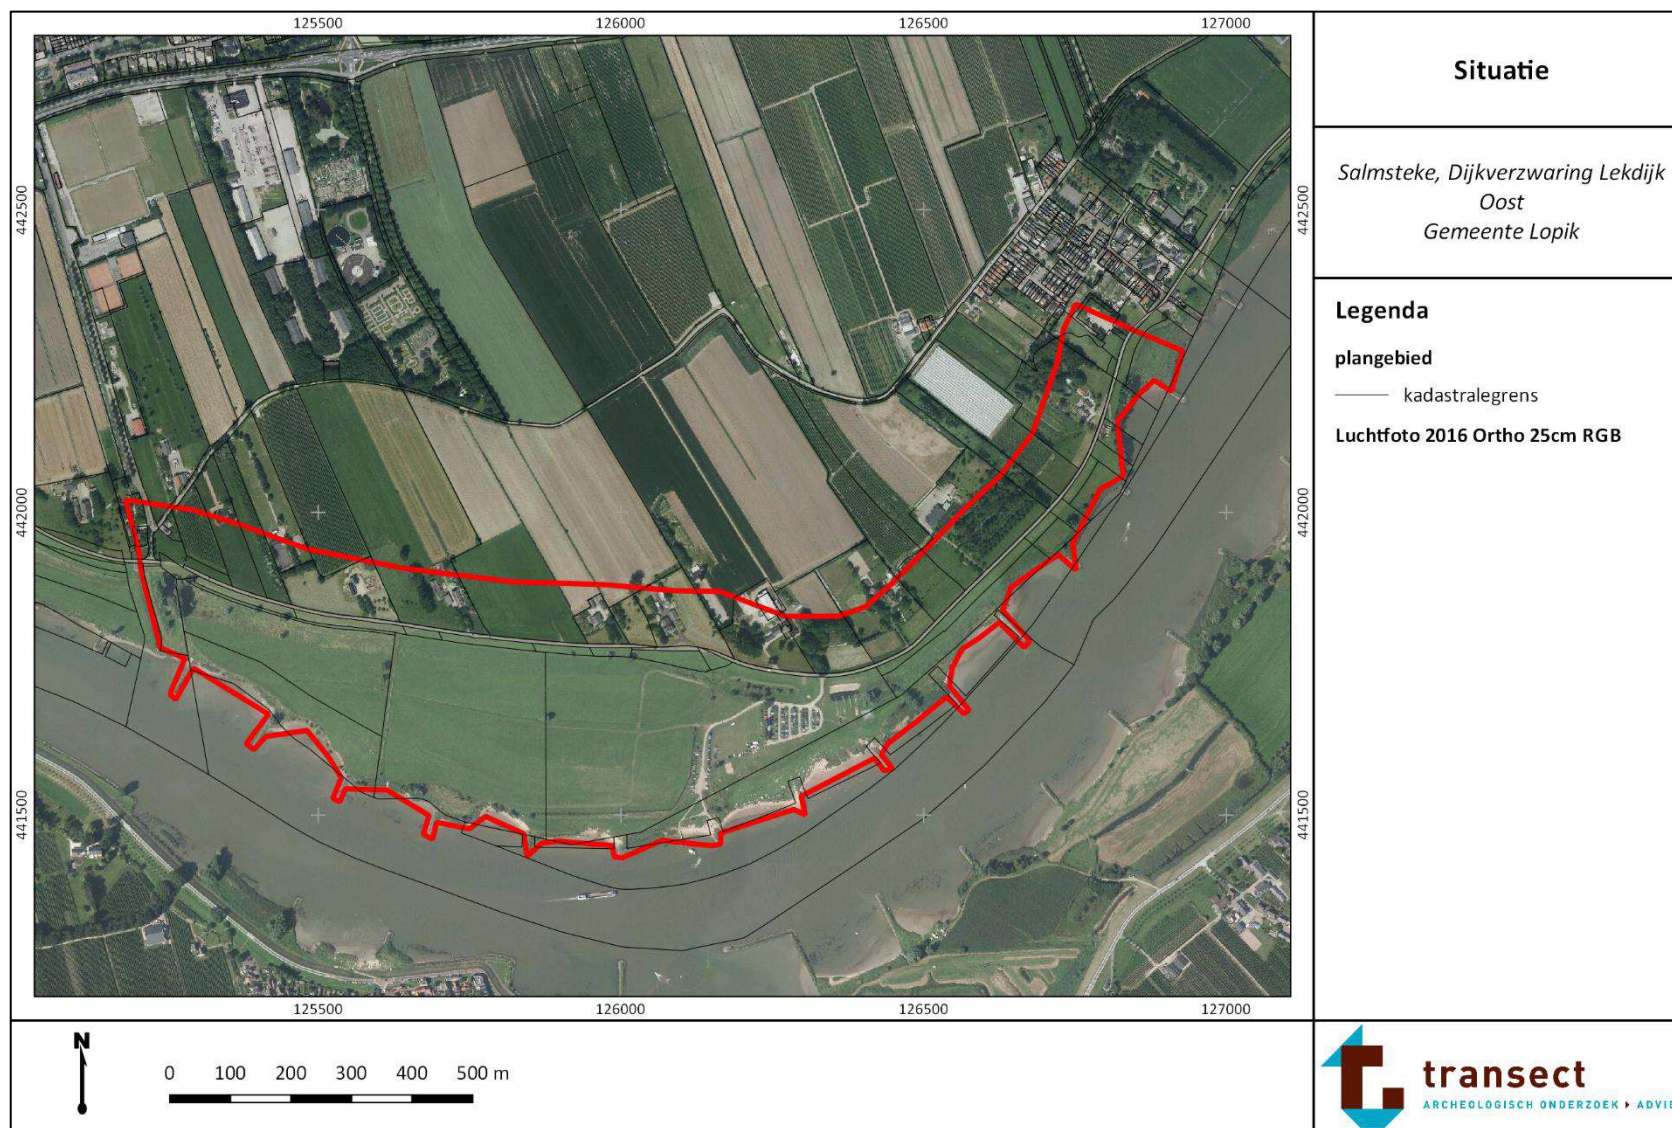 125500 126000 126500 127000
442500
442000
441500
442500
442000
441500
125500 126000 126500 127000
Situatie
Salmsteke, Dijkverzwaring Lekdijk
Oost
Gemeente Lopik
Legenda
plangebied
kadastralegrens
Luchtfoto 2016 Ortho 25cm RGB
N
0 100 200 300 400 500 m
transect
ARCHEOLOGISCH ONDERZOEK ADVIE